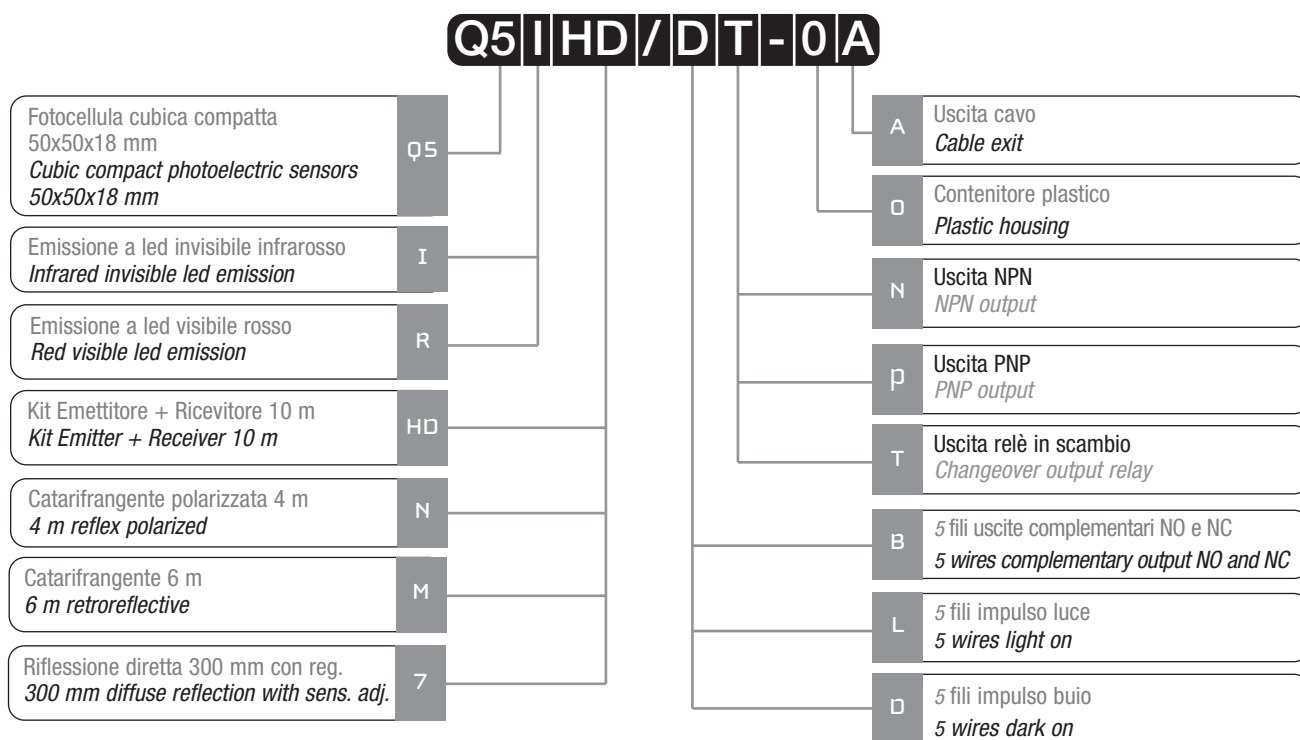 Q5IHD/DT-0A
Fotocellula cubica compatta
50x50x18 mm
Cubic compact photoelectric sensors
50x50x18 mm
Q5
Emissione a led invisibile infrarosso
Infrared invisible led emission
I
Emissione a led visibile rosso
Red visible led emission
R
Kit Emettitore + Ricevitore 10 m
Kit Emitter + Receiver 10 m
HD
Catarifrangente polarizzata 4 m
4 m reflex polarized
N
Catarifrangente 6 m
6 m retroreflective
M
Riflessione diretta 300 mm con reg.
300 mm diffuse reflection with sens. adj.
7
A
Uscita cavo
Cable exit
0
Contenitore plastico
Plastic housing
N
Uscita NPN
NPN output
P
Uscita PNP
PNP output
T
Uscita relè in scambio
Changeover output relay
B
5 fili uscite complementari NO e NC
5 wires complementary output NO and NC
L
5 fili impulso luce
5 wires light on
D
5 fili impulso buio
5 wires dark on